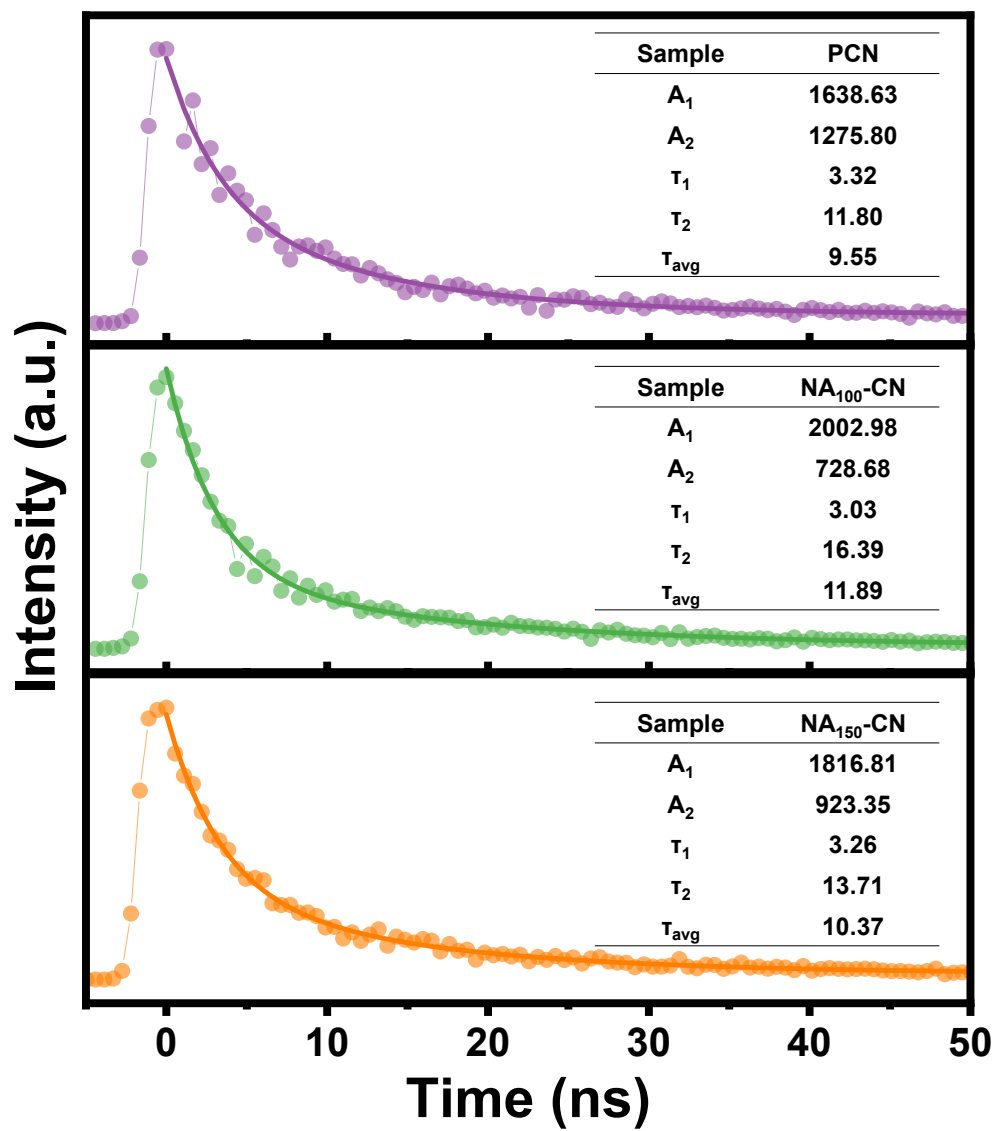 Intensity (a.u.)
Sample PCN
A₁ 1638.63
A₂ 1275.80
τ₁ 3.32
τ₂ 11.80
τavg 9.55
Sample NA₁₀₀-CN
A₁ 2002.98
A₂ 728.68
τ₁ 3.03
τ₂ 16.39
τavg 11.89
Sample NA₁₅₀-CN
A₁ 1816.81
A₂ 923.35
τ₁ 3.26
τ₂ 13.71
τavg 10.37
0 10 20 30 40 50
Time (ns)